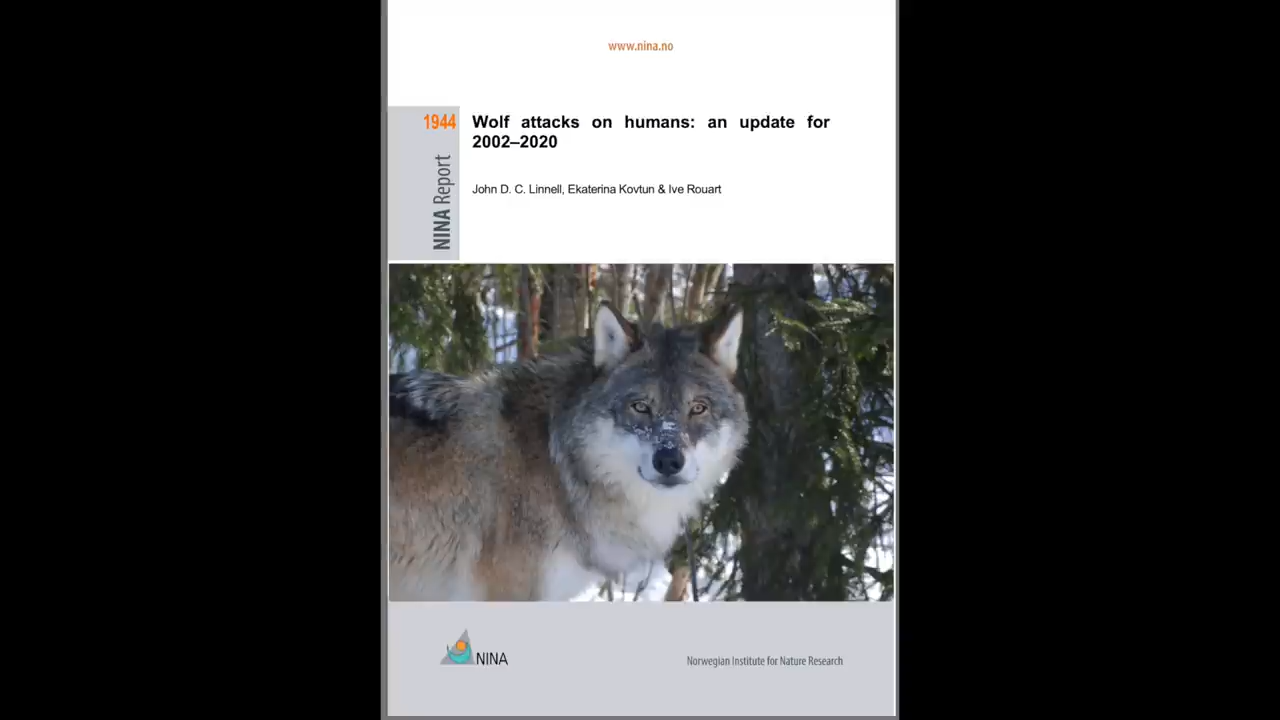 www.nina.no
1944
Wolf attacks on humans: an update for
2002–2020
John D. C. Linnell, Ekaterina Kovtun & Ive Rouart
NINA Report
NINA
Norwegian Institute for Nature Research